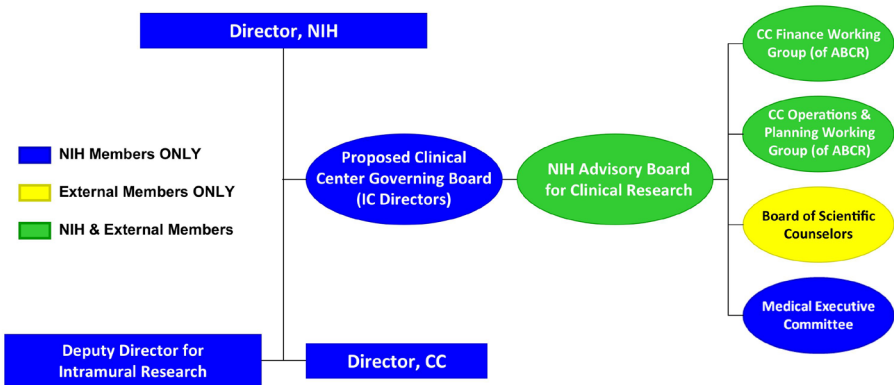 Director, NIH
CC Finance Working
Group (of ABCR)
CC Operations &
Planning Working
Group (of ABCR)
NIH Members ONLY
External Members ONLY
NIH & External Members
Proposed Clinical
Center Governing Board
(IC Directors)
NIH Advisory Board
for Clinical Research
Board of Scientific
Counselors
Medical Executive
Committee
Deputy Director for
Intramural Research
Director, CC